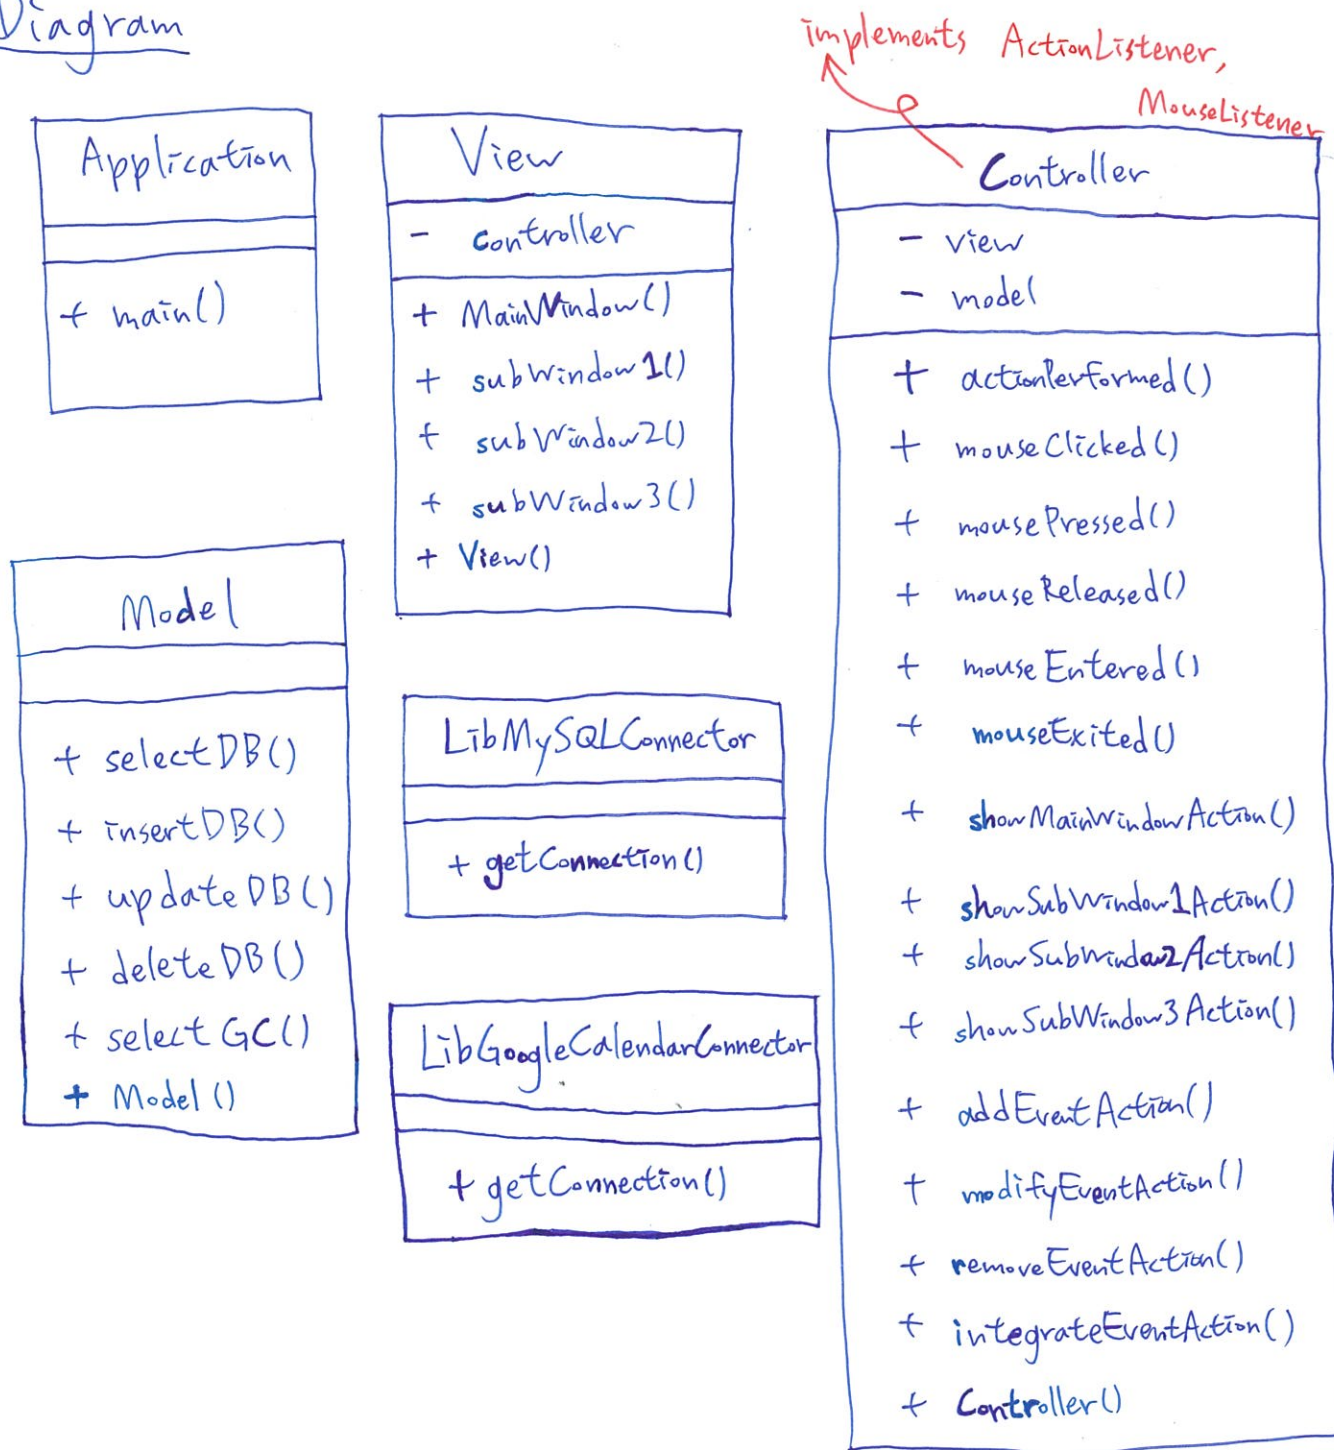 Diagram
implements ActionListener,
MouseListener
Application
+ main()
View
- controller
+ MainWindow()
+ subWindow1()
+ subWindow2()
+ subWindow3()
+ View()
Controller
- view
- model
+ actionPerformed()
+ mouseClicked()
+ mousePressed()
+ mouseReleased()
+ mouseEntered()
+ mouseExited()
+ showMainWindowAction()
+ showSubWindow1Action()
+ showSubWindow2Action()
+ showSubWindow3Action()
+ addEventAction()
+ modifyEventAction()
+ removeEventAction()
+ integrateEventAction()
+ Controller()
Model
+ selectDB()
+ insertDB()
+ updateDB()
+ deleteDB()
+ selectGC()
+ Model()
LibMySQLConnector
+ getConnection()
LibGoogleCalendarConnector
+ getConnection()